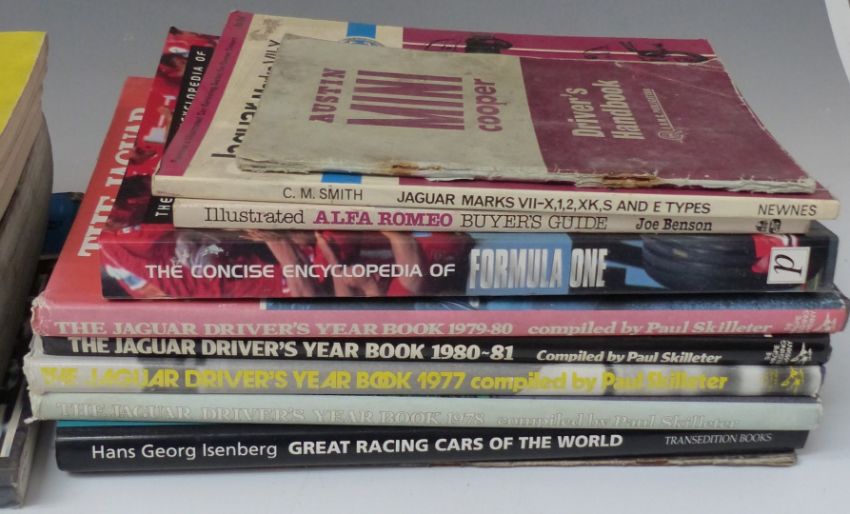 AUSTIN
MINI
cooper
Driver's
Handbook
ENCYCLOPEDIA OF
THE JAGUAR
C. M. SMITH JAGUAR MARKS VII-X,1,2,XK,S AND E TYPES NEWNES
Illustrated ALFA ROMEO BUYER'S GUIDE Joe Benson
THE CONCISE ENCYCLOPEDIA OF FORMULA ONE p
THE JAGUAR DRIVER'S YEAR BOOK 1979-80 compiled by Paul Skilleter
THE JAGUAR DRIVER'S YEAR BOOK 1980~81 Compiled by Paul Skilleter
THE JAGUAR DRIVER'S YEAR BOOK 1977 compiled by Paul Skilleter
THE JAGUAR DRIVER'S YEAR BOOK 1978 compiled by Paul Skilleter
Hans Georg Isenberg GREAT RACING CARS OF THE WORLD TRANSEDITION BOOKS